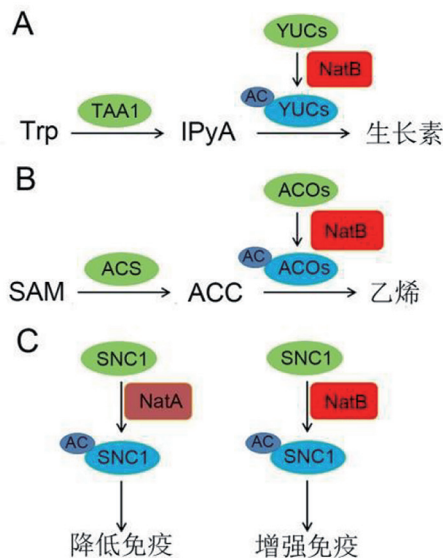 A
YUCs
NatB
TAA1
AC
YUCs
Trp
IPyA
生长素
B
ACOs
NatB
ACS
AC
ACOs
SAM
ACC
乙烯
C
SNC1
SNC1
NatA
NatB
AC
SNC1
AC
SNC1
降低免疫
增强免疫